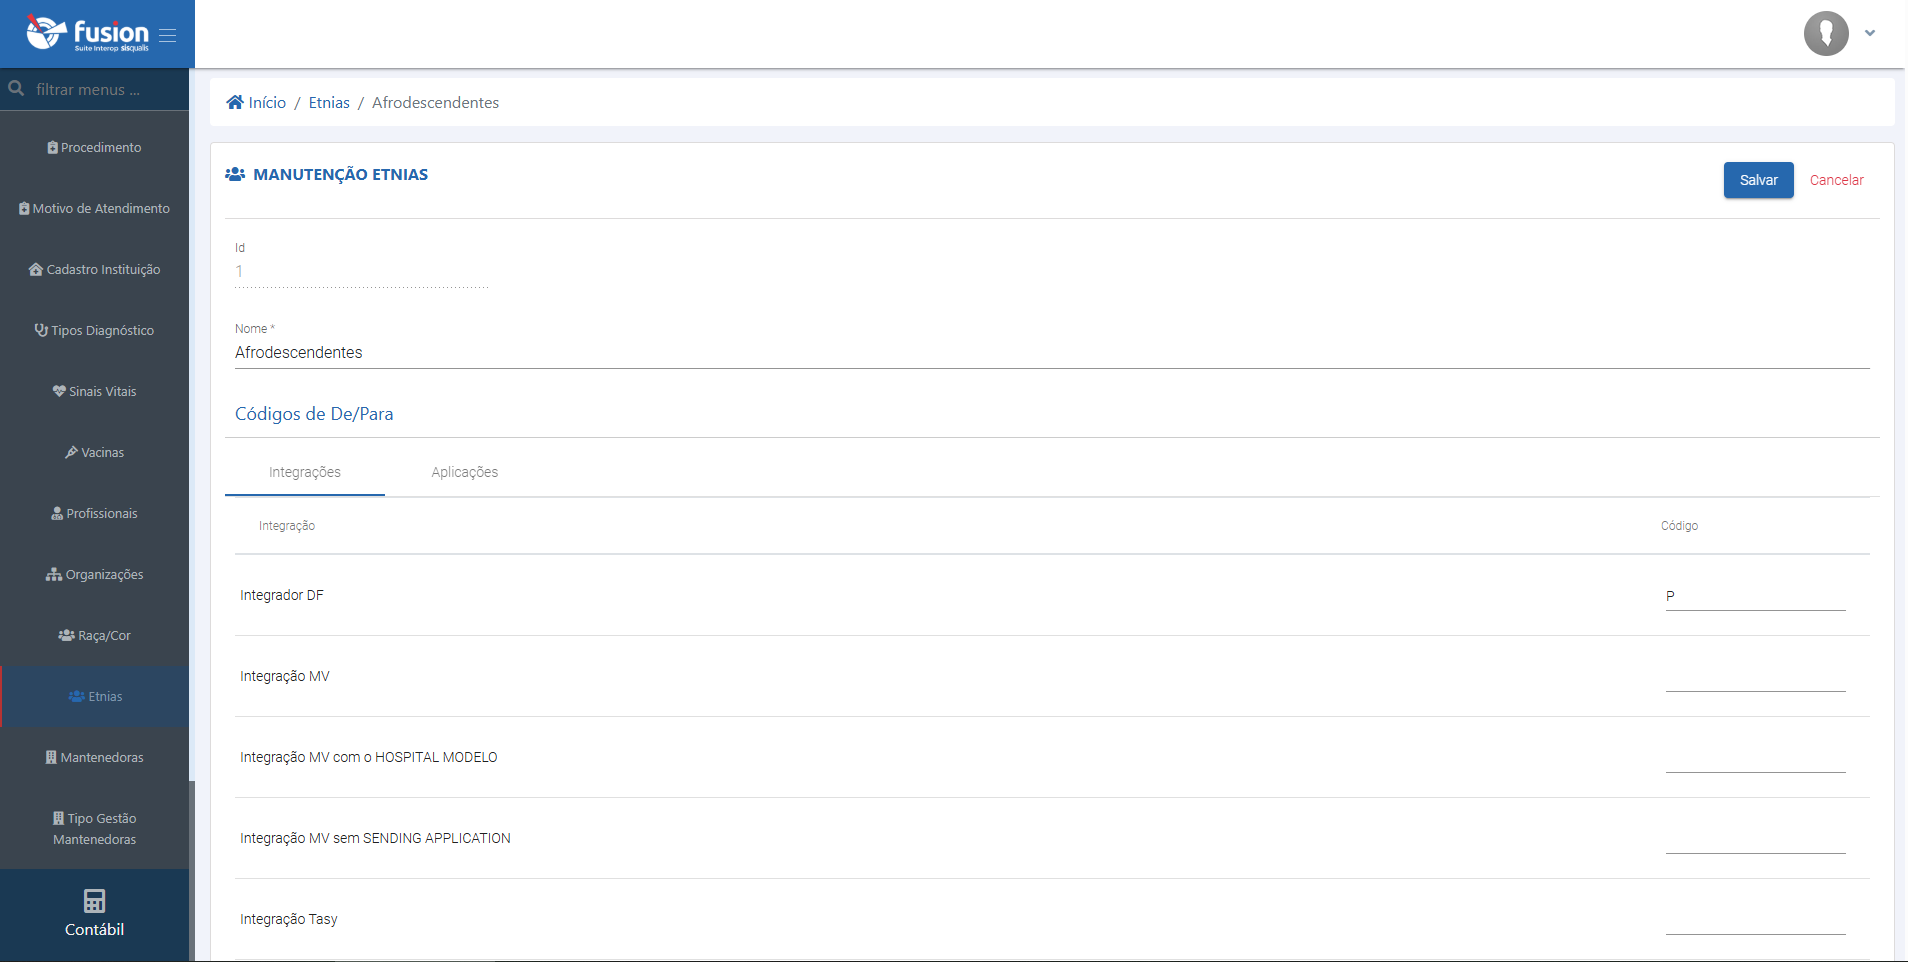 fusion
Suite Interop sisqualis
filtrar menus ...
Procedimento
Motivo de Atendimento
Cadastro Instituição
Tipos Diagnóstico
Sinais Vitais
Vacinas
Profissionais
Organizações
Raça/Cor
Etnias
Mantenedoras
Tipo Gestão
Mantenedoras
Contábil
Início / Etnias / Afrodescendentes
MANUTENÇÃO ETNIAS
Salvar Cancelar
Id
1
Nome *
Afrodescendentes
Códigos de De/Para
Integrações Aplicações
Integração Código
Integrador DF P
Integração MV
Integração MV com o HOSPITAL MODELO
Integração MV sem SENDING APPLICATION
Integração Tasy